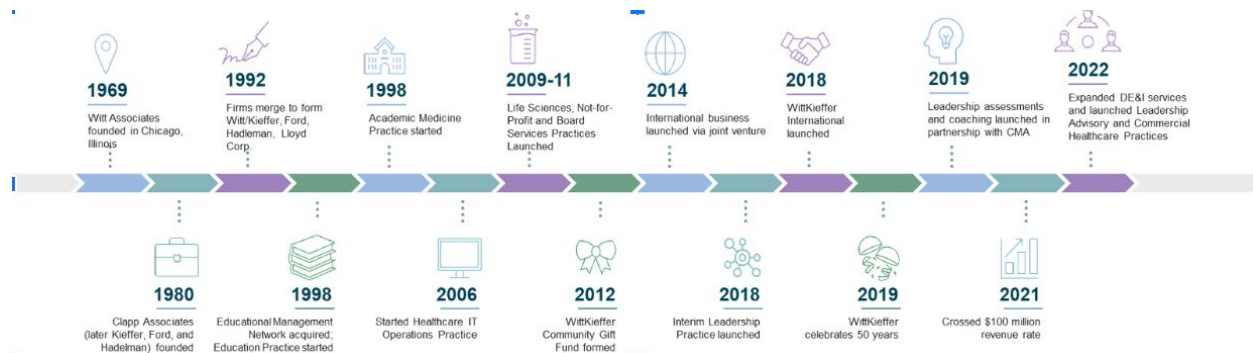 1969
Witt Associates
founded in Chicago,
Illinois
1992
Firms merge to form
Witt/Kieffer, Ford,
Hadleman, Lloyd
Corp.
1998
Academic Medicine
Practice started
2009-11
Life Sciences, Not-for-
Profit and Board
Services Practices
Launched
2014
International business
launched via joint venture
2018
WittKieffer
International
launched
2019
Leadership assessments
and coaching launched in
partnership with CMA
2022
Expanded DE&I services
and launched Leadership
Advisory and Commercial
Healthcare Practices
1980
Clapp Associates
(later Kieffer, Ford, and
Hadelman) founded
1998
Educational Management
Network acquired;
Education Practice started
2006
Started Healthcare IT
Operations Practice
2012
WittKieffer
Community Gift
Fund formed
2018
Interim Leadership
Practice launched
2019
WittKieffer
celebrates 50 years
2021
Crossed $100 million
revenue rate